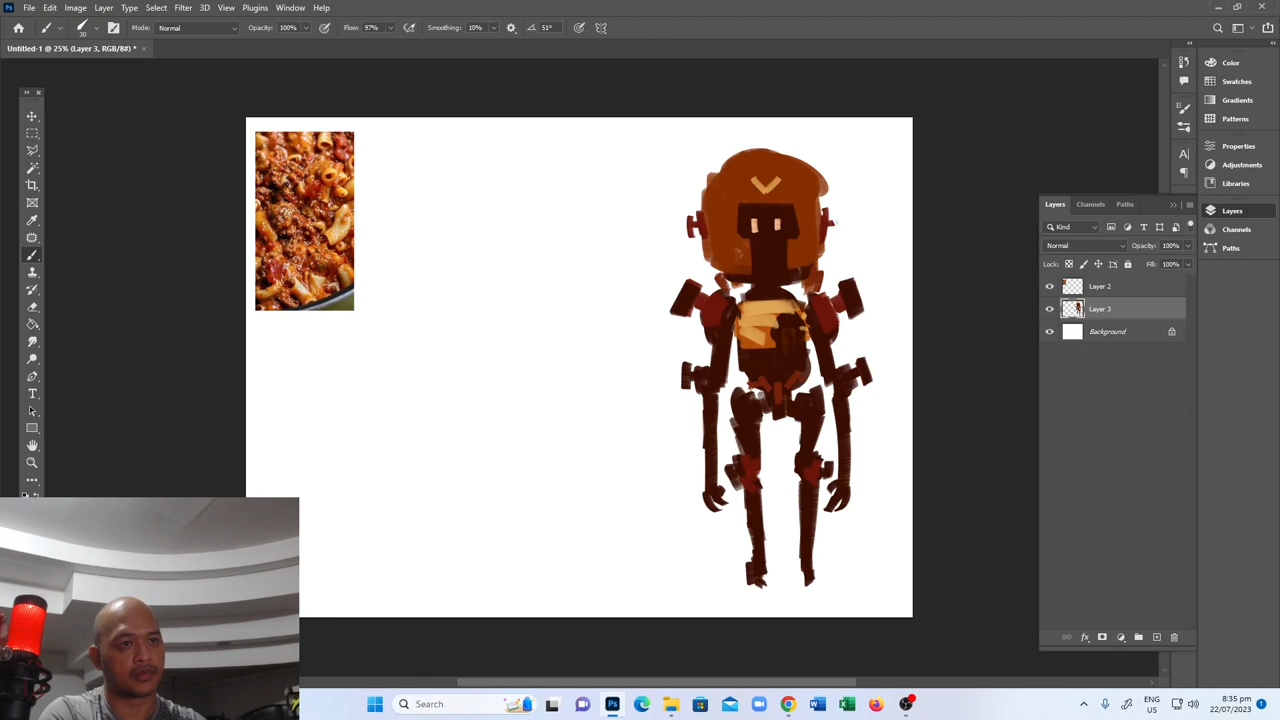 Ps File Edit Image Layer Type Select Filter 3D View Plugins Window Help
30 Mode: Normal Opacity: 100% Flow: 97% Smoothing: 10% 51°
Untitled-1 @ 25% (Layer 3, RGB/8#) *
Color
Swatches
Gradients
Patterns
Properties
Adjustments
Libraries
Layers
Channels
Paths
Layers Channels Paths
Kind
Normal Opacity: 100%
Lock: Fill: 100%
Layer 2
Layer 3
Background
Search
ENG
US
8:35 pm
22/07/2023